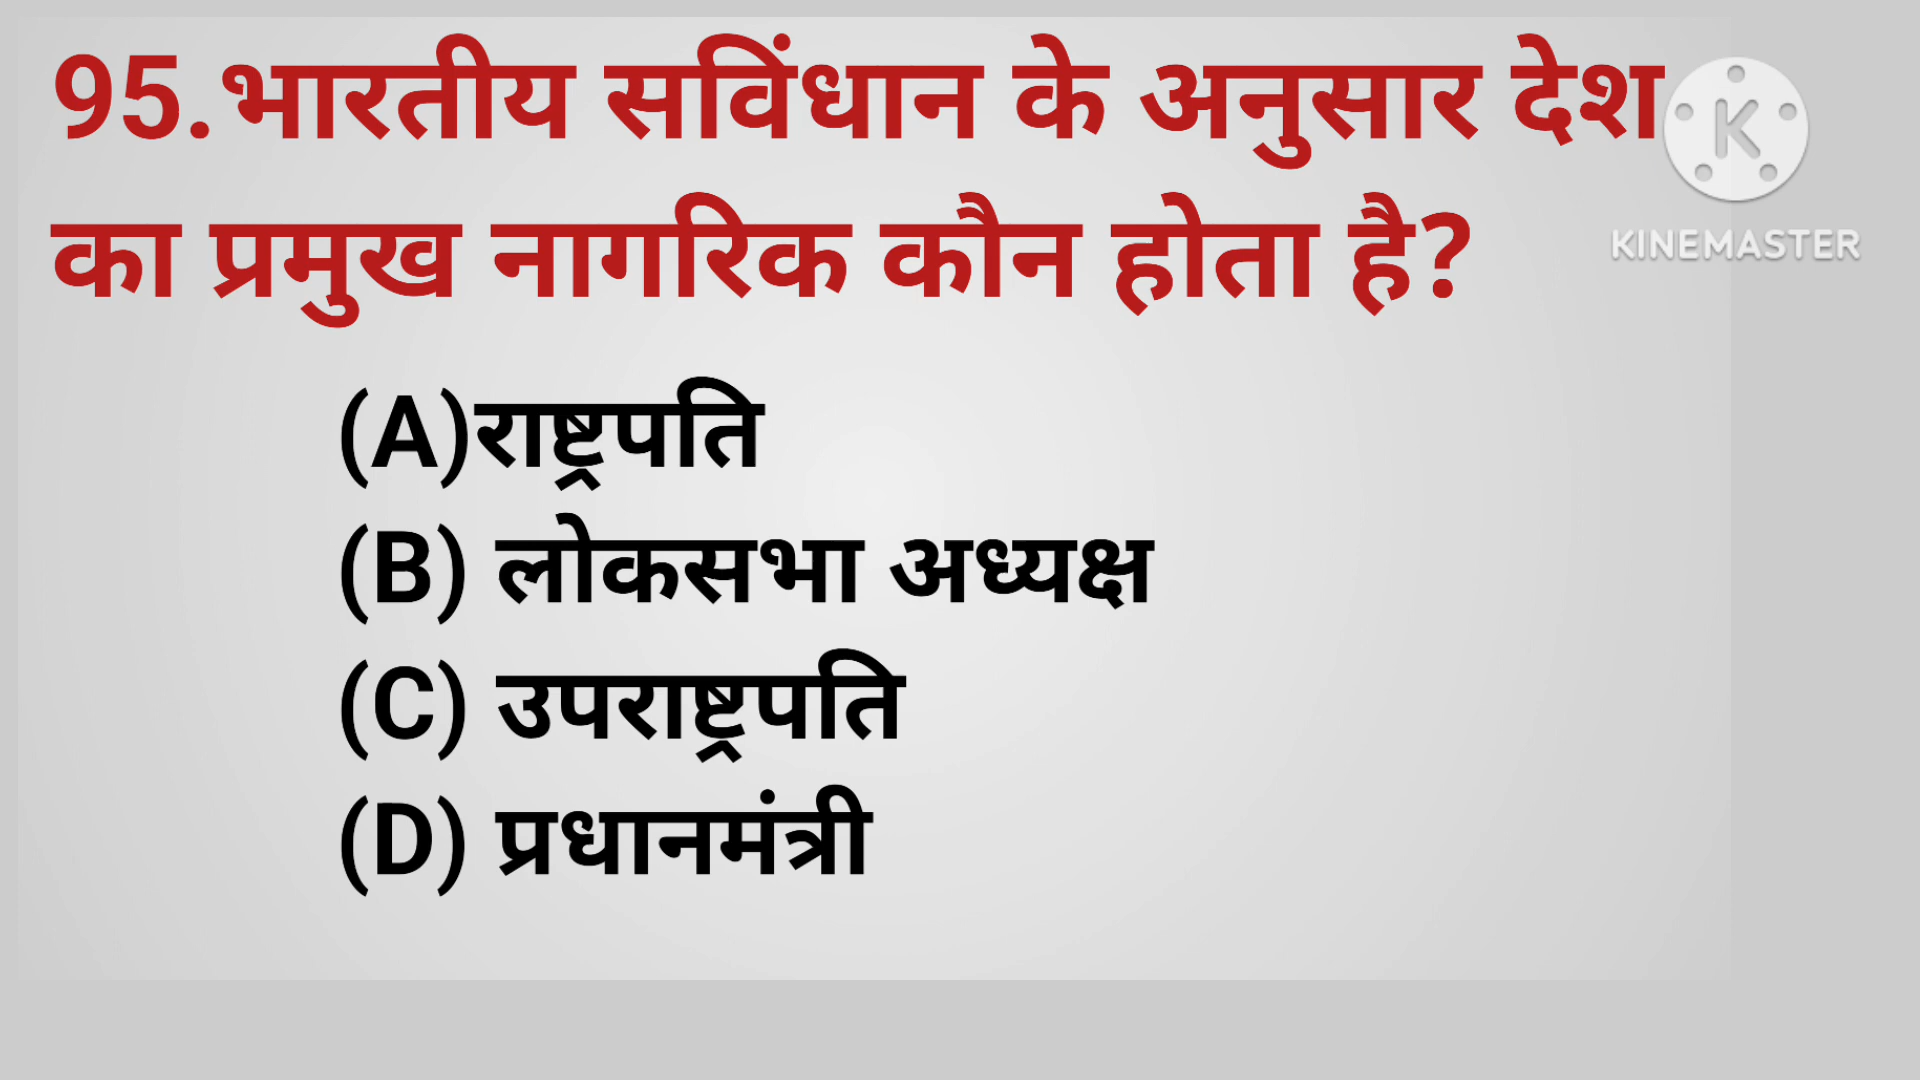 95.भारतीय सविंधान के अनुसार देश
का प्रमुख नागरिक कौन होता है?
(A)राष्ट्रपति
(B) लोकसभा अध्यक्ष
(C) उपराष्ट्रपति
(D) प्रधानमंत्री
K
KINEMASTER